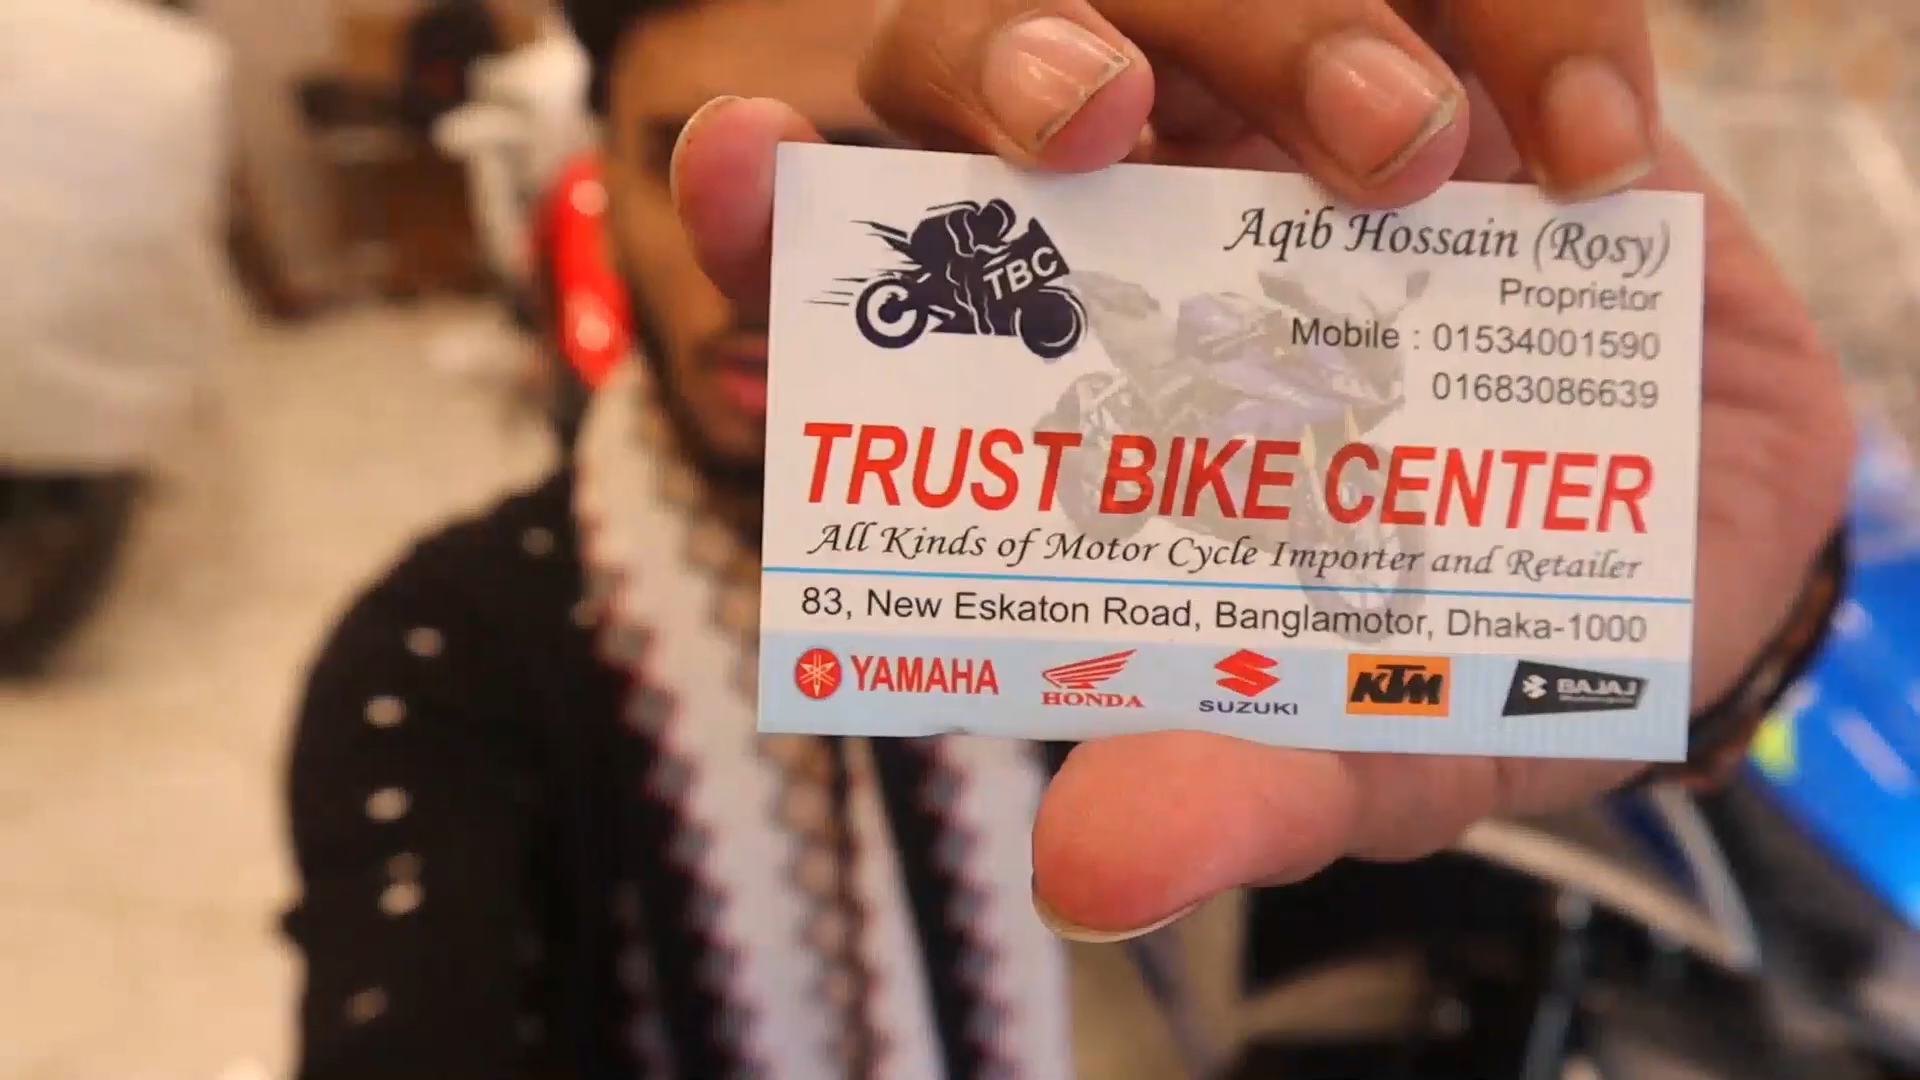 TBC
Aqib Hossain (Rosy)
Proprietor
Mobile : 01534001590
01683086639
TRUST BIKE CENTER
All Kinds of Motor Cycle Importer and Retailer
83, New Eskaton Road, Banglamotor, Dhaka-1000
YAMAHA HONDA SUZUKI KTM BAJAJ